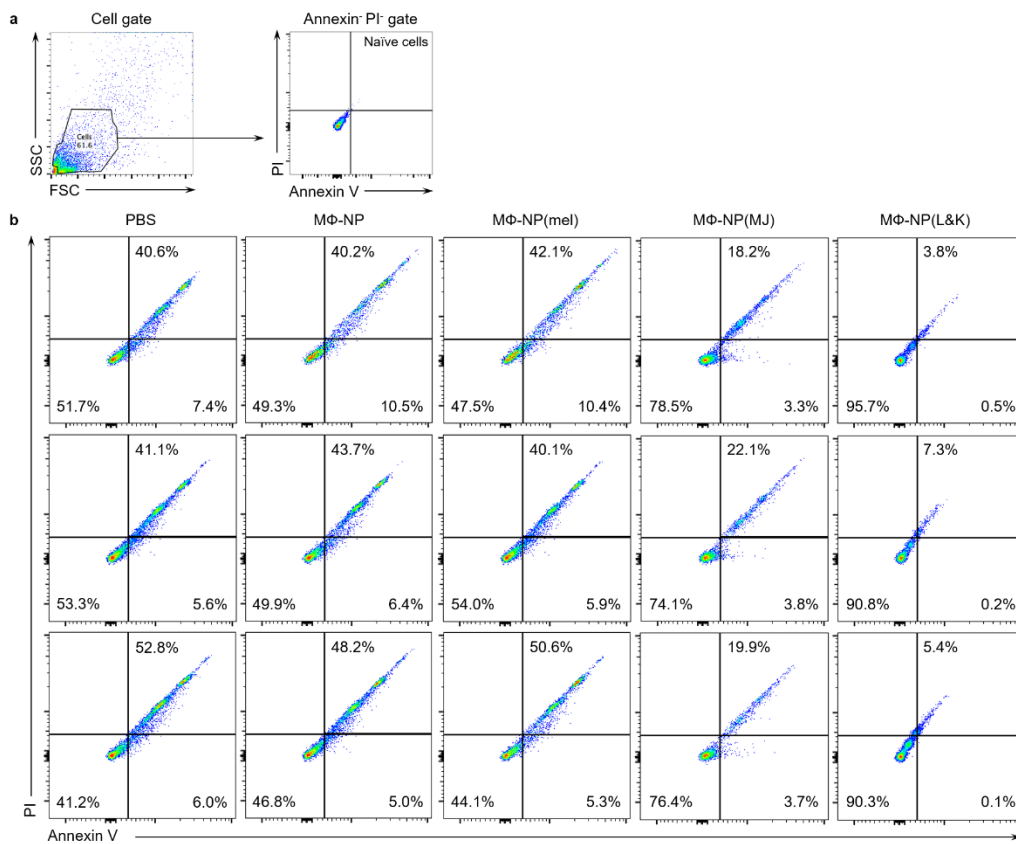 a
Cell gate
Annexin⁻ PI⁻ gate
Naïve cells
Cells
61.6
SSC
FSC
PI
Annexin V
b
PBS
MΦ-NP
MΦ-NP(mel)
MΦ-NP(MJ)
MΦ-NP(L&K)
40.6%
40.2%
42.1%
18.2%
3.8%
51.7%
7.4%
49.3%
10.5%
47.5%
10.4%
78.5%
3.3%
95.7%
0.5%
41.1%
43.7%
40.1%
22.1%
7.3%
53.3%
5.6%
49.9%
6.4%
54.0%
5.9%
74.1%
3.8%
90.8%
0.2%
52.8%
48.2%
50.6%
19.9%
5.4%
41.2%
6.0%
46.8%
5.0%
44.1%
5.3%
76.4%
3.7%
90.3%
0.1%
PI
Annexin V